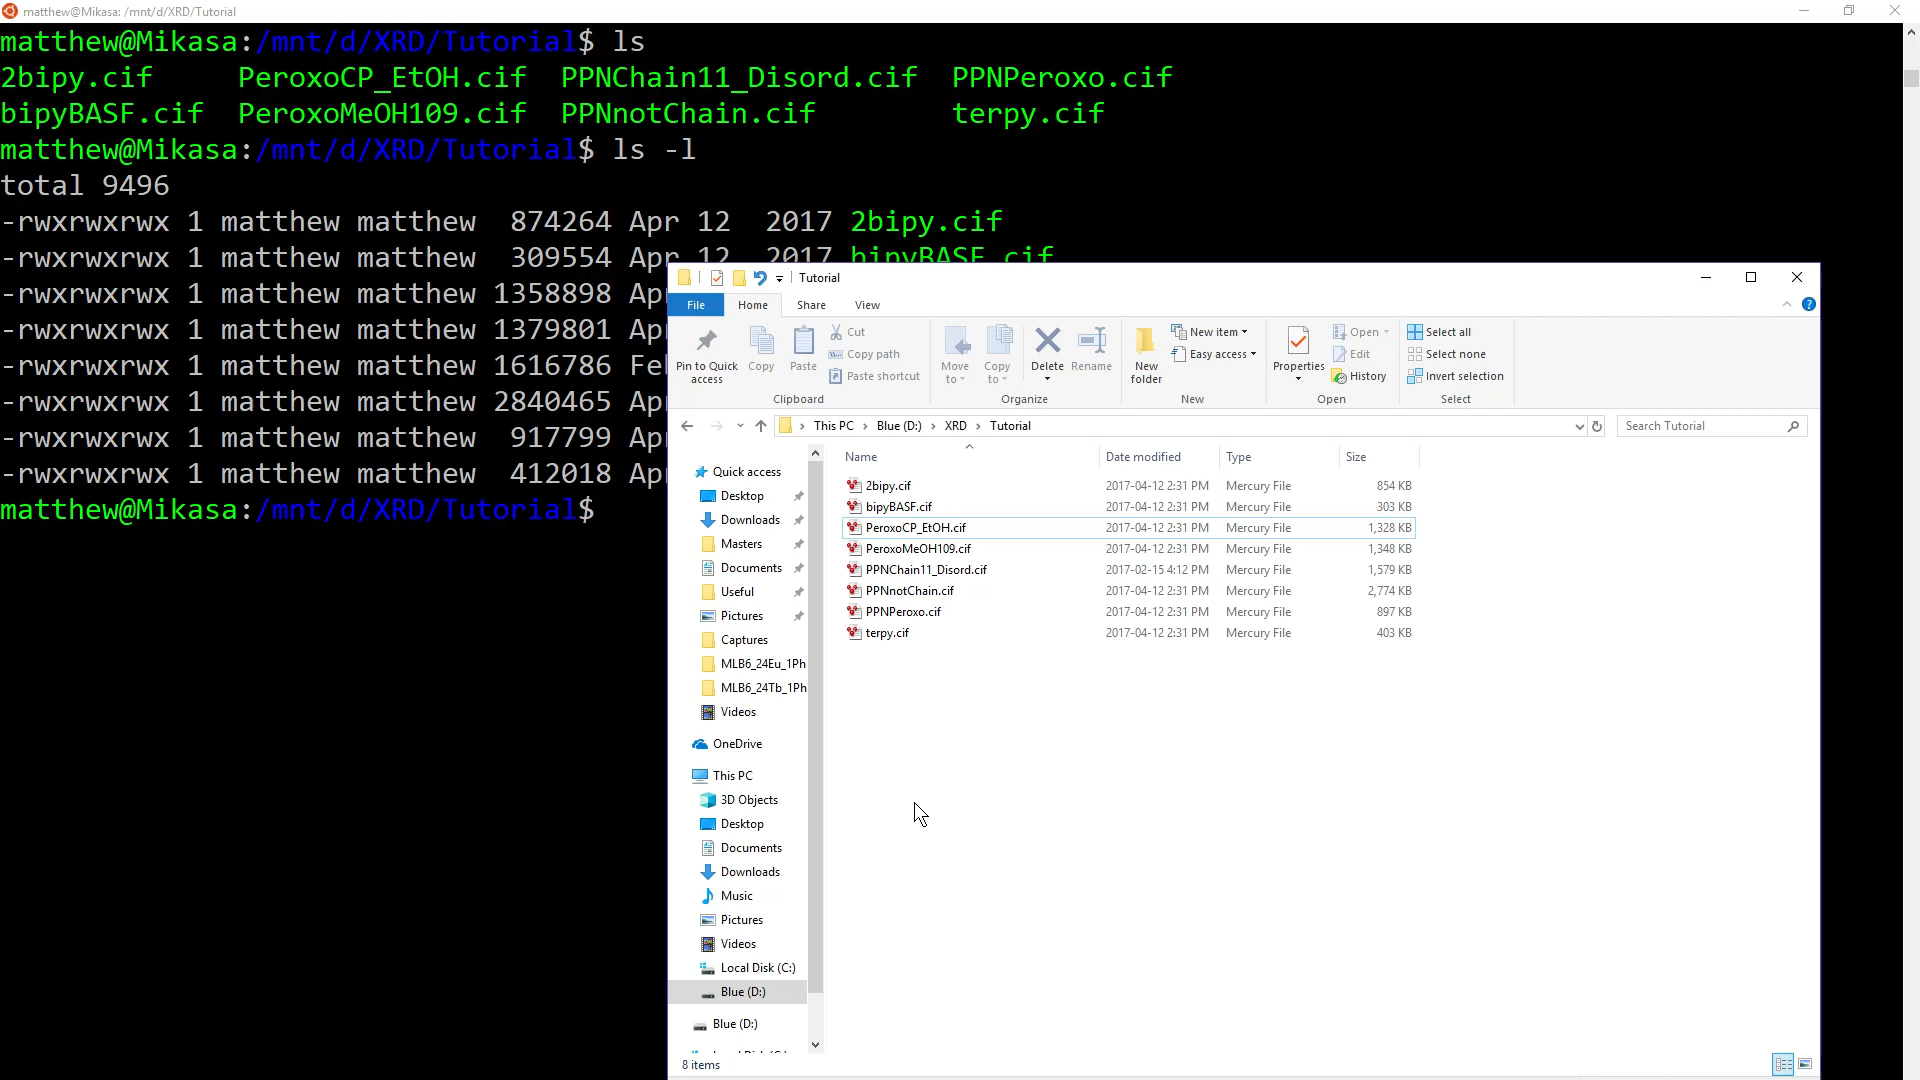 matthew@Mikasa: /mnt/d/XRD/Tutorial
matthew@Mikasa:/mnt/d/XRD/Tutorial$ ls
2bipy.cif PeroxoCP_EtOH.cif PPNChain11_Disord.cif PPNPeroxo.cif
bipyBASF.cif PeroxoMeOH109.cif PPNnotChain.cif terpy.cif
matthew@Mikasa:/mnt/d/XRD/Tutorial$ ls -l
total 9496
-rwxrwxrwx 1 matthew matthew 874264 Apr 12 2017 2bipy.cif
-rwxrwxrwx 1 matthew matthew 309554 Apr 12 2017 bipyBASF.cif
-rwxrwxrwx 1 matthew matthew 1358898
-rwxrwxrwx 1 matthew matthew 1379801
-rwxrwxrwx 1 matthew matthew 1616786
-rwxrwxrwx 1 matthew matthew 2840465
-rwxrwxrwx 1 matthew matthew 917799
-rwxrwxrwx 1 matthew matthew 412018
matthew@Mikasa:/mnt/d/XRD/Tutorial$
Tutorial
File Home Share View
Pin to Quick access
Copy
Paste
Cut
Copy path
Paste shortcut
Clipboard
Move to
Copy to
Delete
Rename
Organize
New folder
New item
Easy access
New
Properties
Open
Edit
History
Open
Select all
Select none
Invert selection
Select
This PC > Blue (D:) > XRD > Tutorial
Search Tutorial
Quick access
Desktop
Downloads
Masters
Documents
Useful
Pictures
Captures
MLB6_24Eu_1Ph
MLB6_24Tb_1Ph
Videos
OneDrive
This PC
3D Objects
Desktop
Documents
Downloads
Music
Pictures
Videos
Local Disk (C:)
Blue (D:)
Blue (D:)
Name Date modified Type Size
2bipy.cif 2017-04-12 2:31 PM Mercury File 854 KB
bipyBASF.cif 2017-04-12 2:31 PM Mercury File 303 KB
PeroxoCP_EtOH.cif 2017-04-12 2:31 PM Mercury File 1,328 KB
PeroxoMeOH109.cif 2017-04-12 2:31 PM Mercury File 1,348 KB
PPNChain11_Disord.cif 2017-02-15 4:12 PM Mercury File 1,579 KB
PPNnotChain.cif 2017-04-12 2:31 PM Mercury File 2,774 KB
PPNPeroxo.cif 2017-04-12 2:31 PM Mercury File 897 KB
terpy.cif 2017-04-12 2:31 PM Mercury File 403 KB
8 items